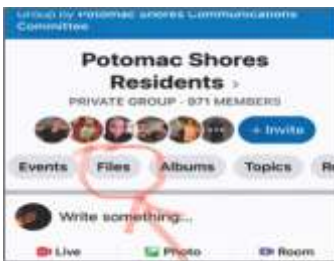 Group by Potomac Shores Communications
Committee
Potomac Shores
Residents >
PRIVATE GROUP · 971 MEMBERS
+ Invite
Events Files Albums Topics R
Write something...
Live Photo Room